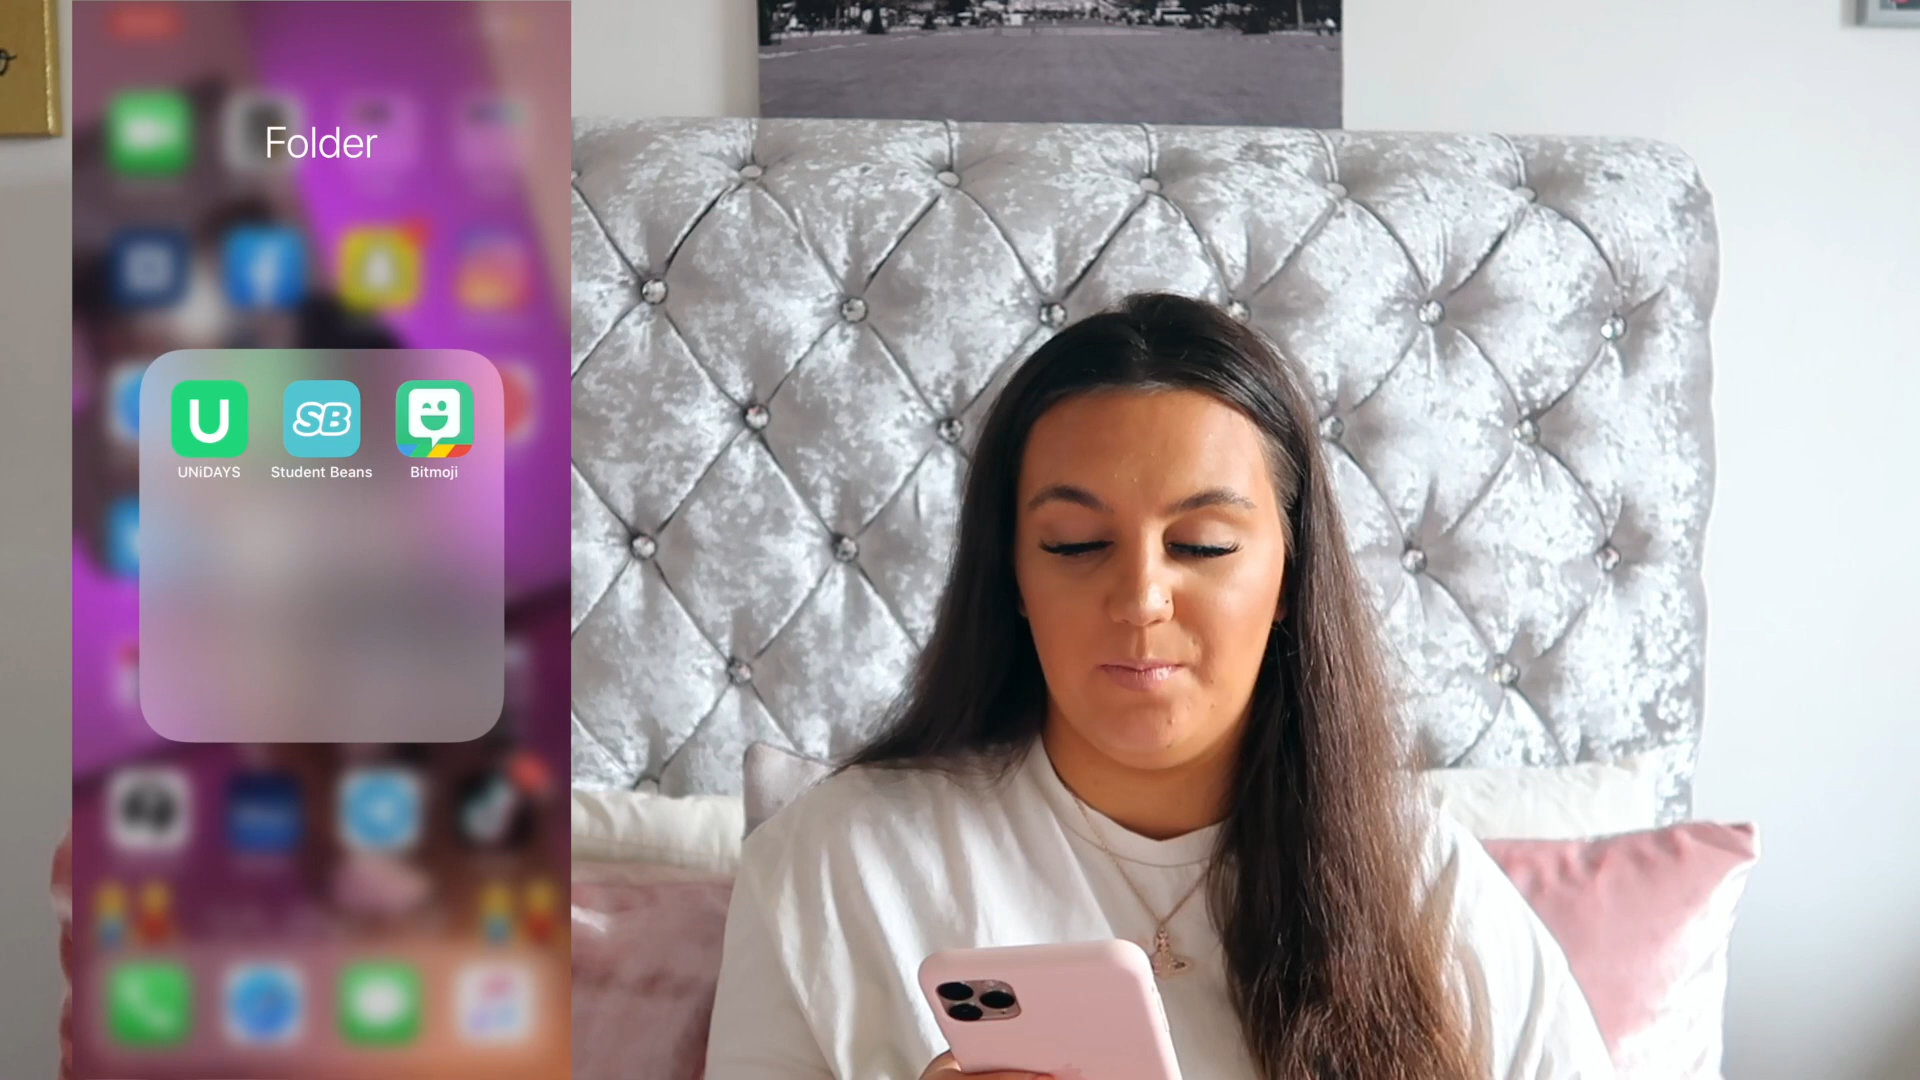 Folder
U
SB
UNiDAYS
Student Beans
Bitmoji